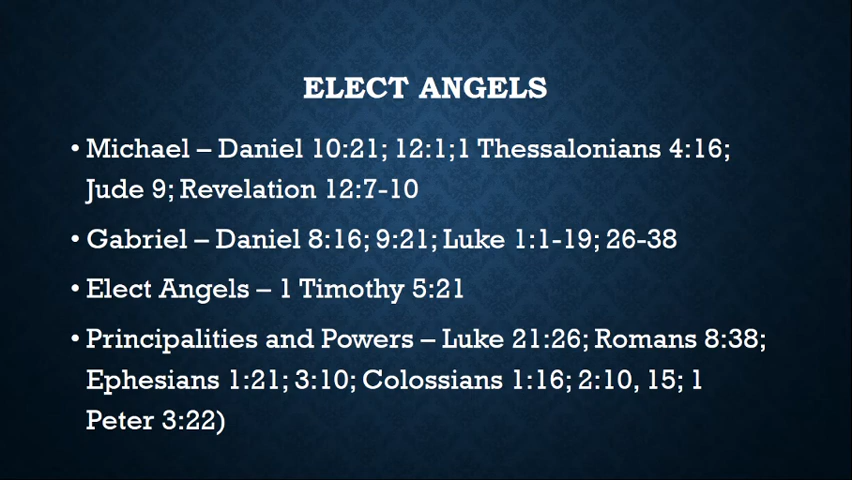 ELECT ANGELS
• Michael – Daniel 10:21; 12:1;1 Thessalonians 4:16;
Jude 9; Revelation 12:7-10
• Gabriel – Daniel 8:16; 9:21; Luke 1:1-19; 26-38
• Elect Angels – 1 Timothy 5:21
• Principalities and Powers – Luke 21:26; Romans 8:38;
Ephesians 1:21; 3:10; Colossians 1:16; 2:10, 15; 1
Peter 3:22)